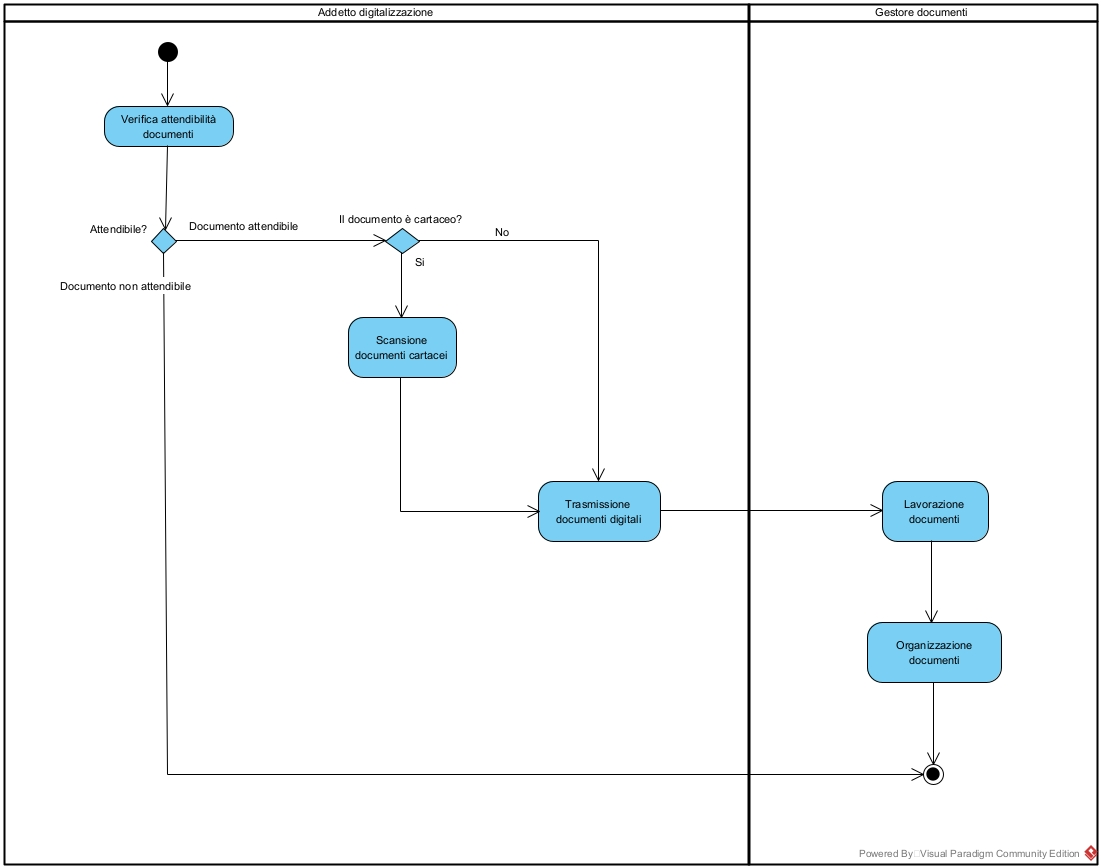 Addetto digitalizzazione
Gestore documenti
Verifica attendibilità
documenti
Attendibile?
Documento attendibile
Il documento è cartaceo?
No
Si
Documento non attendibile
Scansione
documenti cartacei
Trasmissione
documenti digitali
Lavorazione
documenti
Organizzazione
documenti
Powered By Visual Paradigm Community Edition